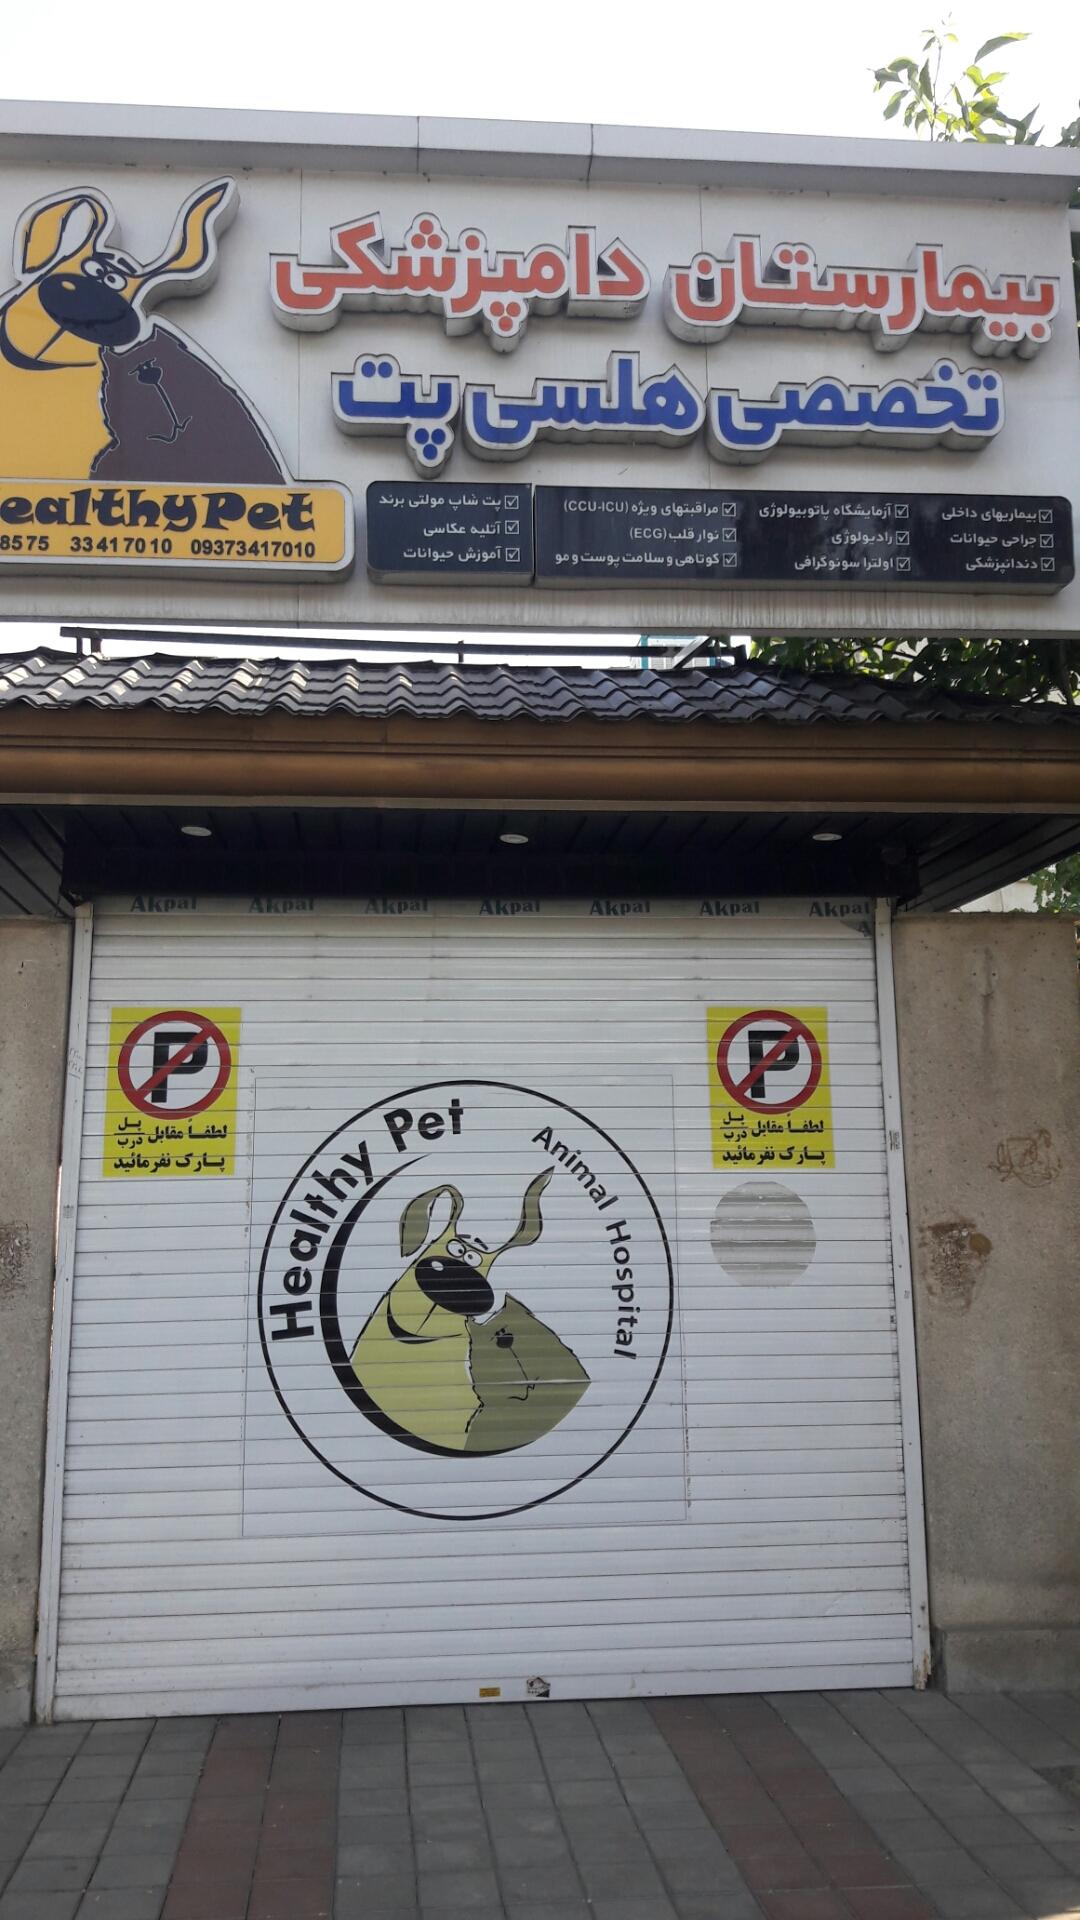 بیمارستان دامپزشکی
تخصصی هلسی پت
ealthyPet
8575 33417010 09373417010
بیماریهای داخلی
جراحی حیوانات
دندانپزشکی
آزمایشگاه پاتوبیولوژی
رادیولوژی
اولترا سونوگرافی
مراقبتهای ویژه (CCU-ICU)
نوار قلب (ECG)
کوتاهی و سلامت پوست و مو
پت شاپ مولتی برند
آتلیه عکاسی
آموزش حیوانات
Akpal Akpal Akpal Akpal Akpal Akpal Akpal
P
لطفاً مقابل پل درب
پارک نفرمائید
P
لطفاً مقابل پل درب
پارک نفرمائید
Healthy Pet
Animal Hospital